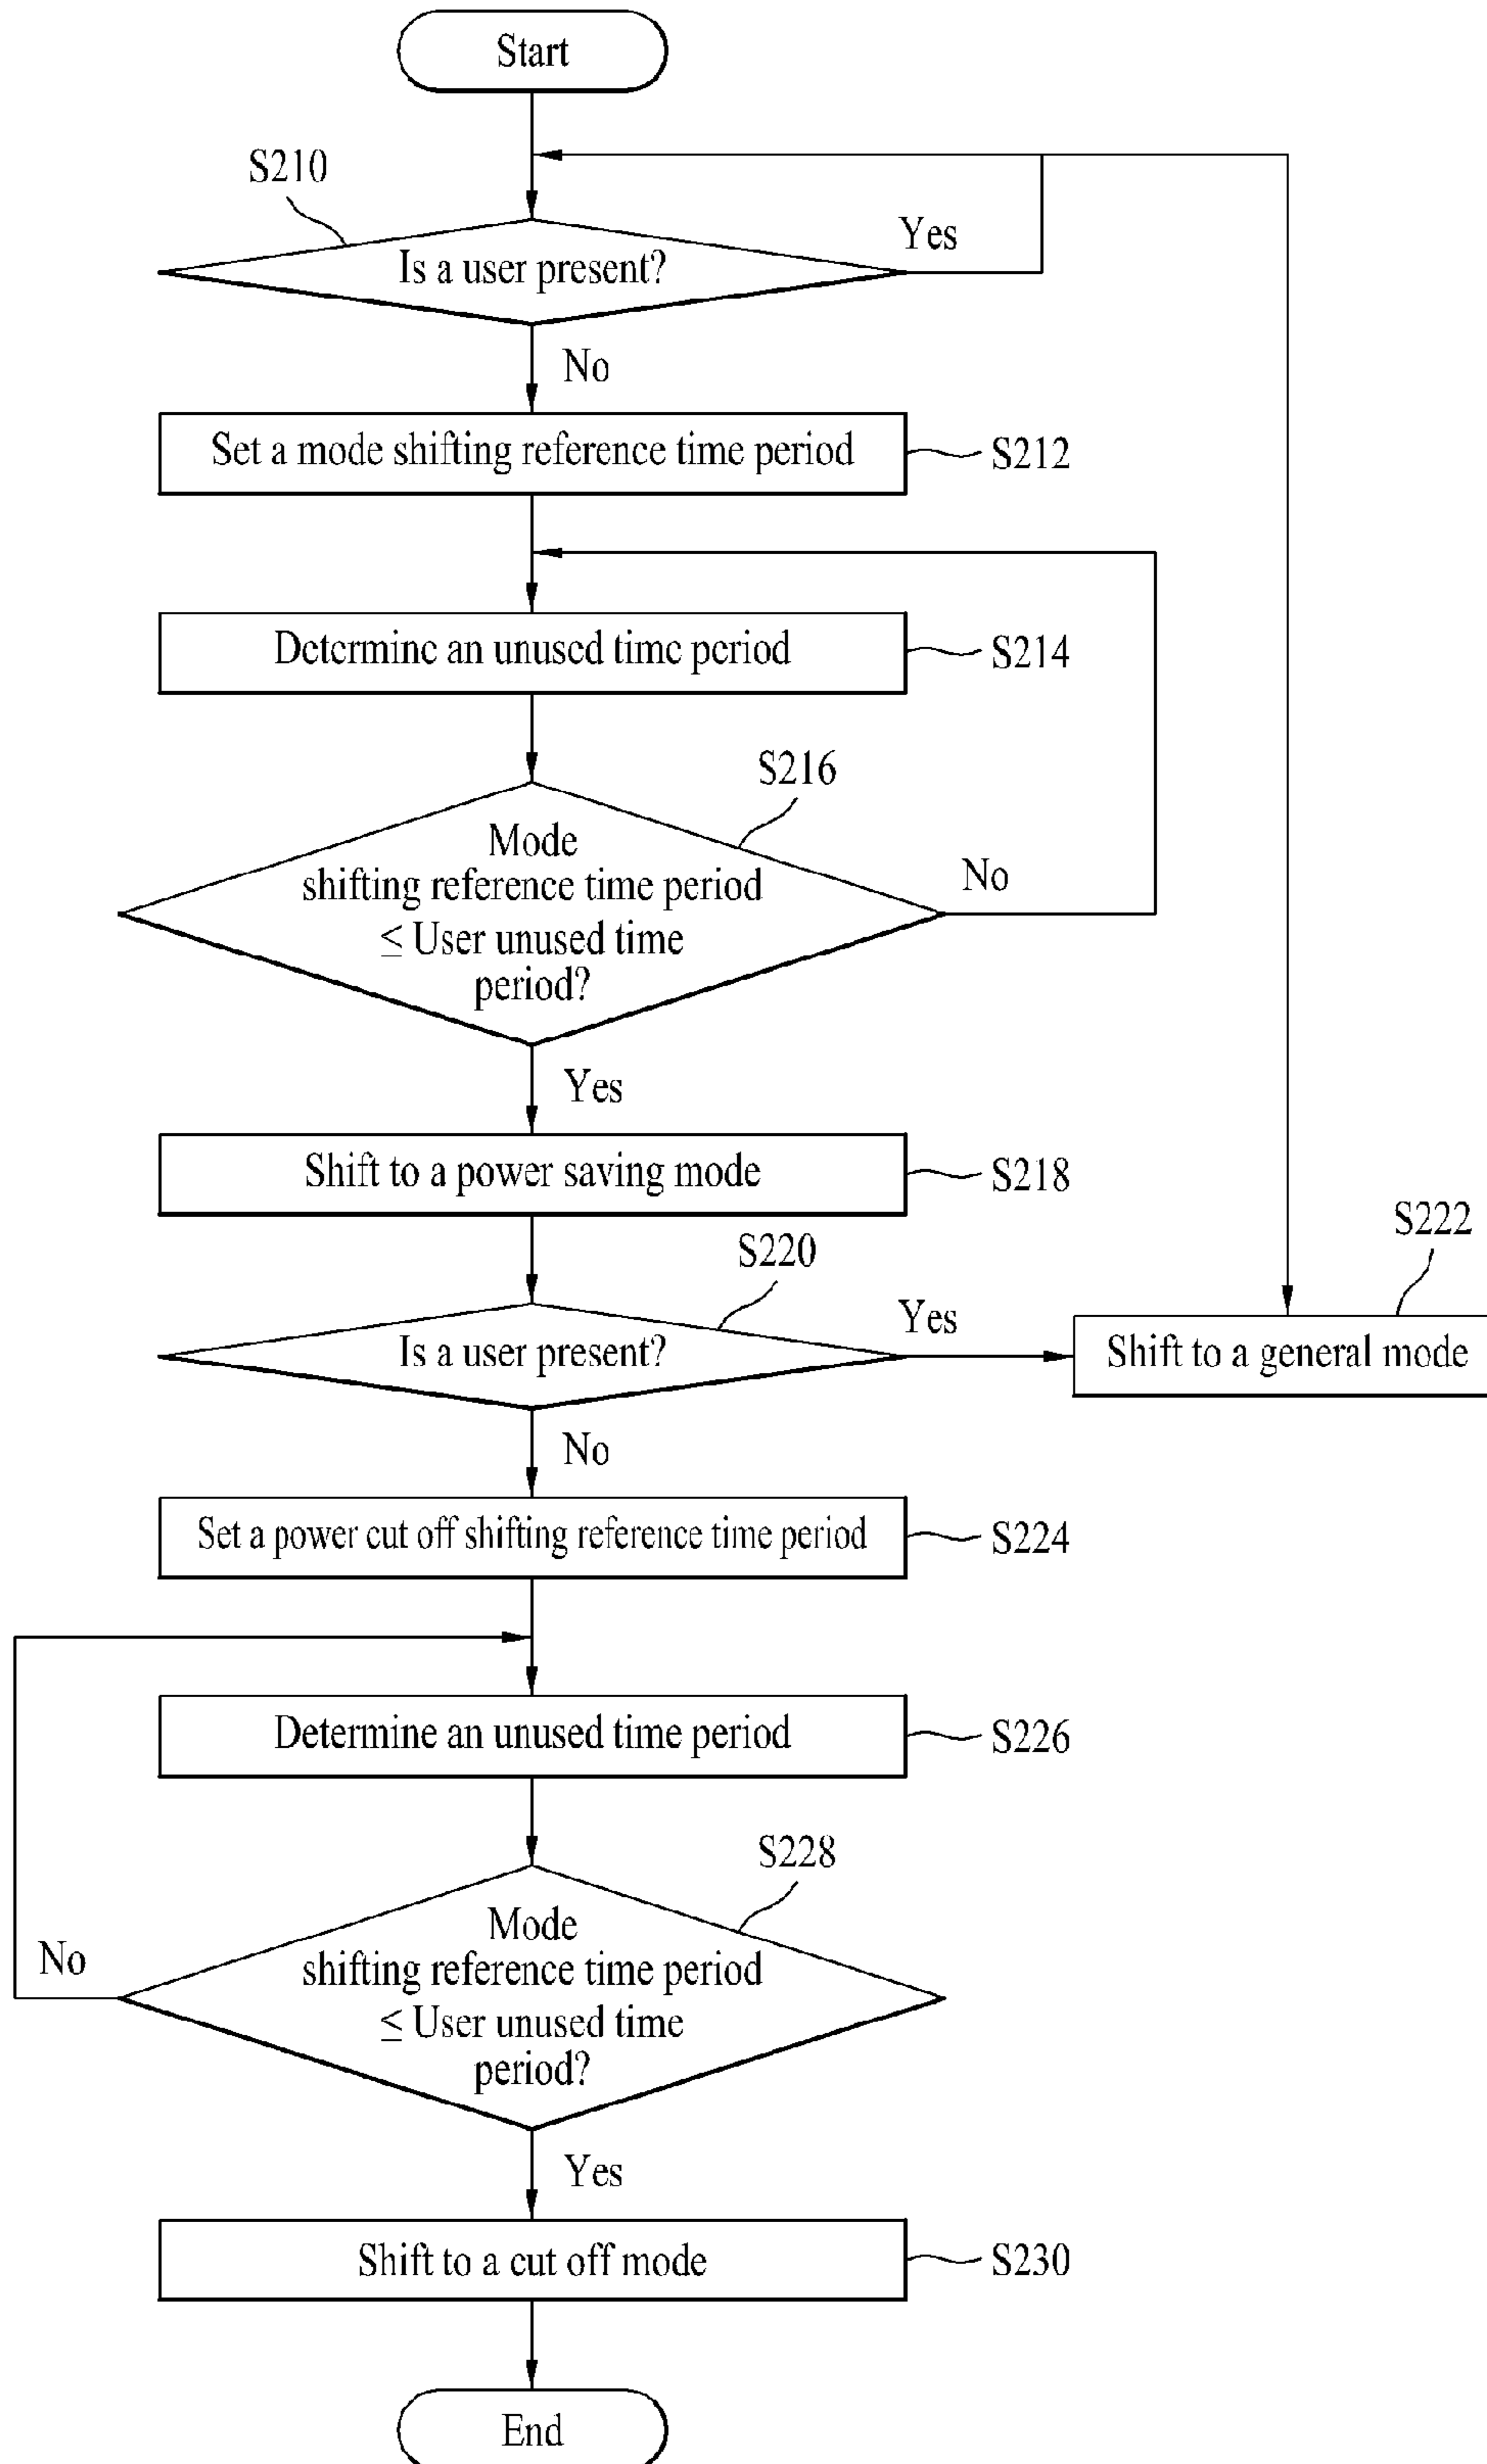 Start
S210
Is a user present?
Yes
No
Set a mode shifting reference time period
S212
Determine an unused time period
S214
S216
Mode
shifting reference time period
≤ User unused time
period?
No
Yes
Shift to a power saving mode
S218
S220
Is a user present?
Yes
S222
Shift to a general mode
No
Set a power cut off shifting reference time period
S224
Determine an unused time period
S226
S228
Mode
shifting reference time period
≤ User unused time
period?
No
Yes
Shift to a cut off mode
S230
End